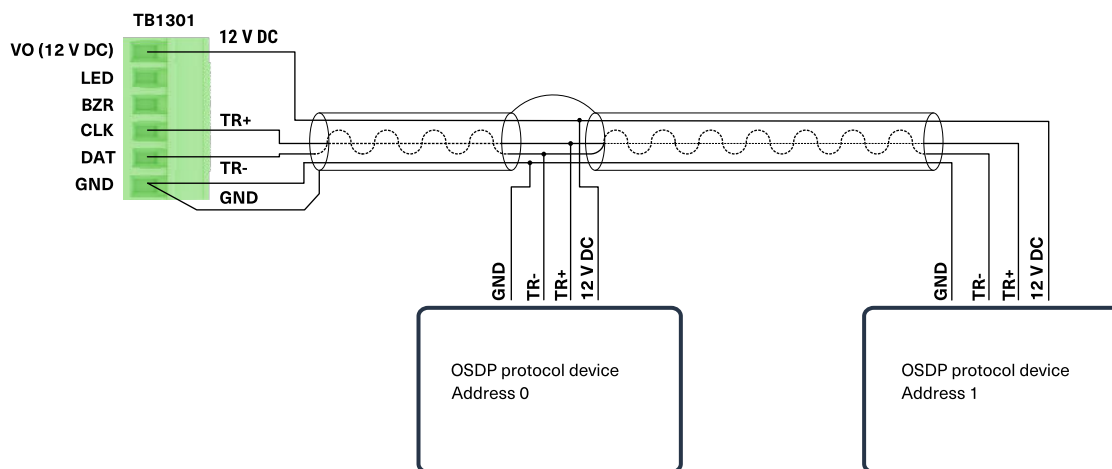 TB1301
VO (12 V DC)
LED
BZR
CLK
DAT
GND
12 V DC
TR+
TR-
GND
GND
TR-
TR+
12 V DC
GND
TR-
TR+
12 V DC
OSDP protocol device
Address 0
OSDP protocol device
Address 1